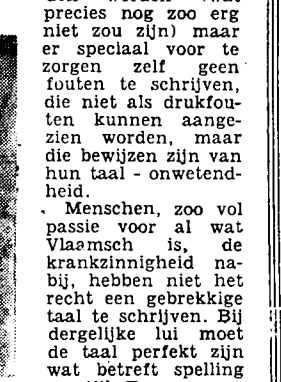 precies nog zoo erg
niet zou zijn) maar
er speciaal voor te
zorgen zelf geen
fouten te schrijven,
die niet als drukfou-
ten kunnen aange-
zien worden, maar
die bewijzen zijn van
hun taal - onwetend-
heid.
Menschen, zoo vol
passie voor al wat
Vlaamsch is, de
krankzinnigheid na-
bij, hebben niet het
recht een gebrekkige
taal te schrijven. Bij
dergelijke lui moet
de taal perfekt zijn
wat betreft spelling